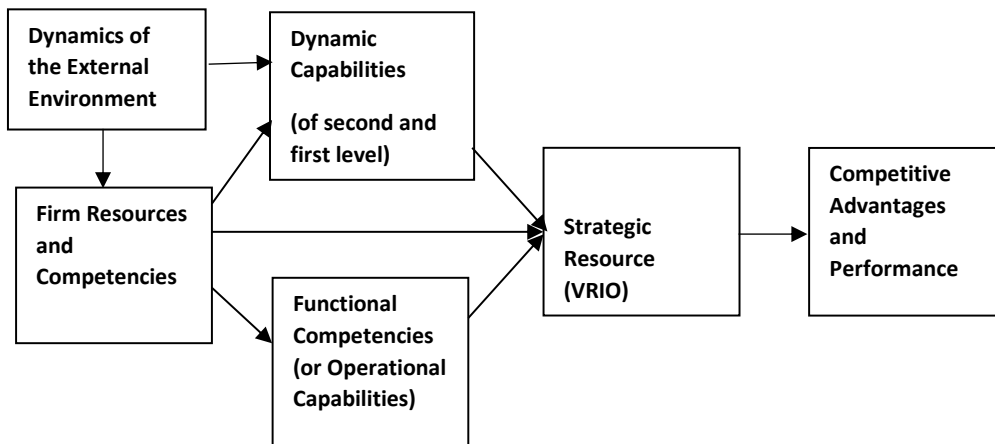 Dynamics of
the External
Environment
Dynamic
Capabilities
(of second and
first level)
Firm Resources
and
Competencies
Functional
Competencies
(or Operational
Capabilities)
Strategic
Resource
(VRIO)
Competitive
Advantages
and
Performance